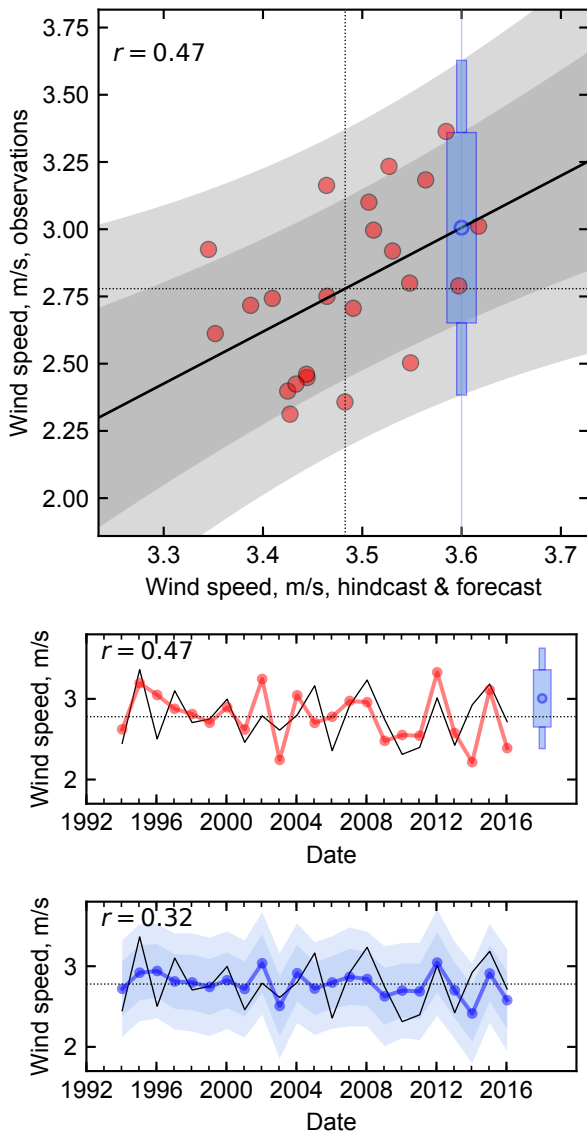 3.75
r = 0.47
3.50
3.25
3.00
2.75
2.50
2.25
2.00
Wind speed, m/s, observations
3.3 3.4 3.5 3.6 3.7
Wind speed, m/s, hindcast & forecast
r = 0.47
3
2
Wind speed, m/s
1992 1996 2000 2004 2008 2012 2016
Date
r = 0.32
3
2
Wind speed, m/s
1992 1996 2000 2004 2008 2012 2016
Date